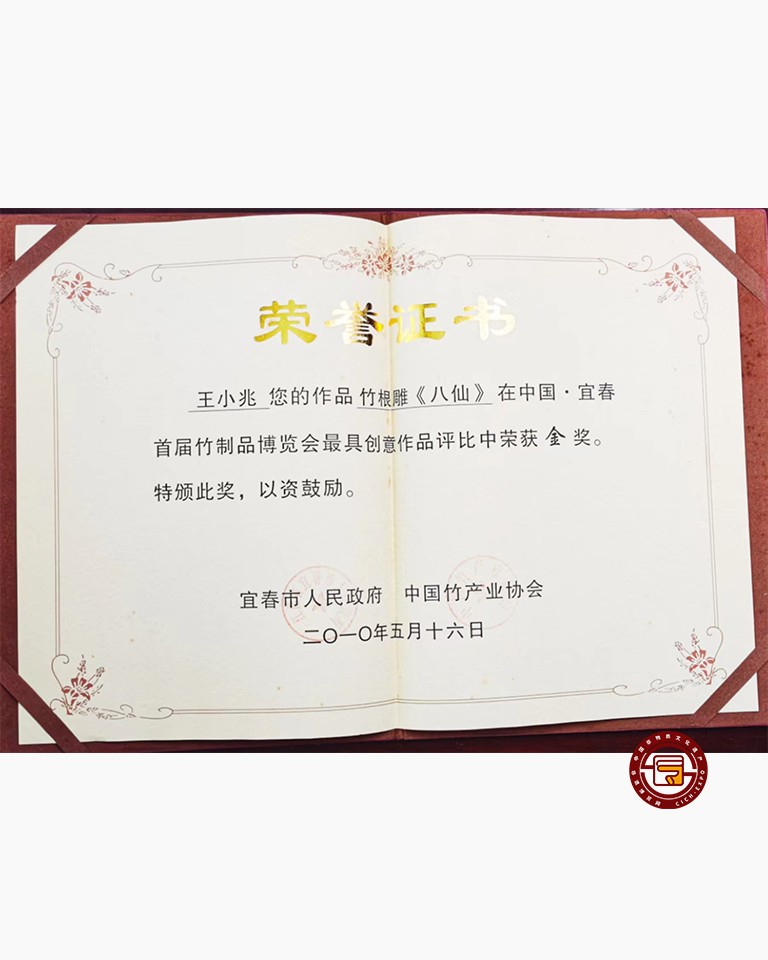 荣誉证书
王小兆 您的作品 竹根雕《八仙》 在中国·宜春
首届竹制品博览会最具创意作品评比中荣获 金 奖。
特颁此奖，以资鼓励。
宜春市人民政府 中国竹产业协会
二〇一〇年五月十六日
CICH·EXPO